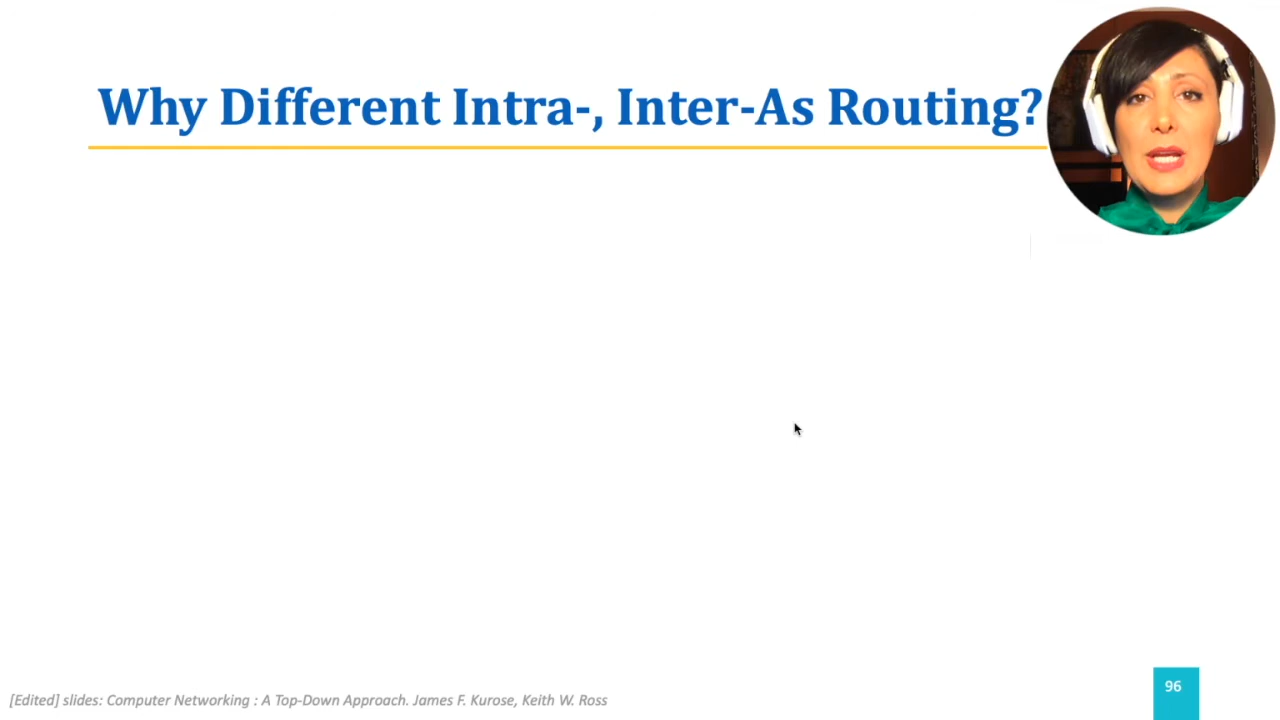 Why Different Intra-, Inter-As Routing?
[Edited] slides: Computer Networking : A Top-Down Approach. James F. Kurose, Keith W. Ross
96